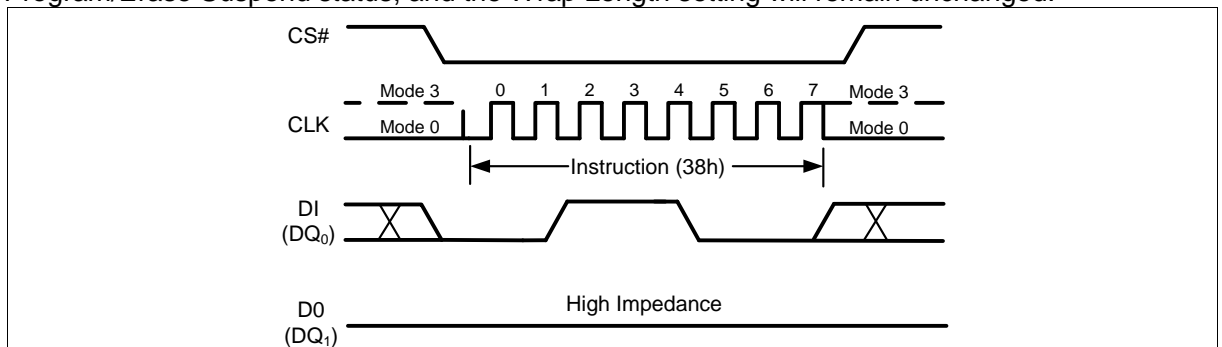 Program/Erase Suspend status, and the Wrap Length setting will remain unchanged.
CS#
Mode 3 0 1 2 3 4 5 6 7 Mode 3
CLK
Mode 0 Mode 0
Instruction (38h)
DI
(DQ0)
High Impedance
D0
(DQ1)